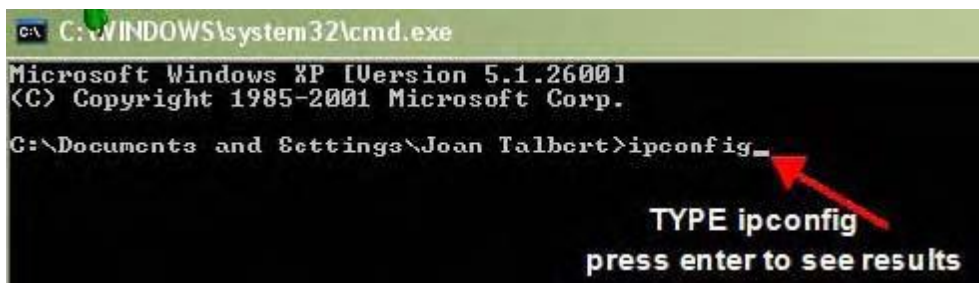 C:\WINDOWS\system32\cmd.exe
Microsoft Windows XP [Version 5.1.2600]
(C) Copyright 1985-2001 Microsoft Corp.
C:\Documents and Settings\Joan Talbert>ipconfig_
TYPE ipconfig
press enter to see results